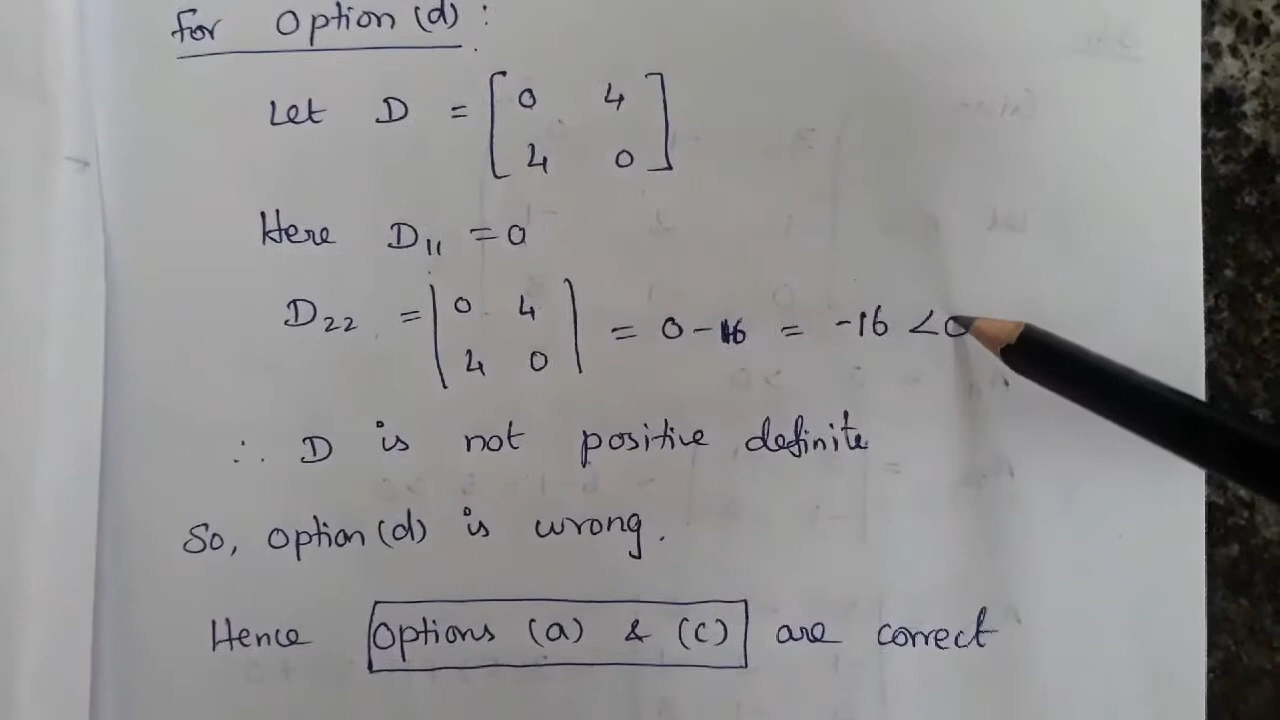 For Option (d) :
Let D = [ 0 4
4 0 ]
Here D₁₁ = 0
D₂₂ = | 0 4
4 0 | = 0 - 16 = -16 < 0
∴ D is not positive definite
So, option (d) is wrong.
Hence Options (a) & (c) are correct